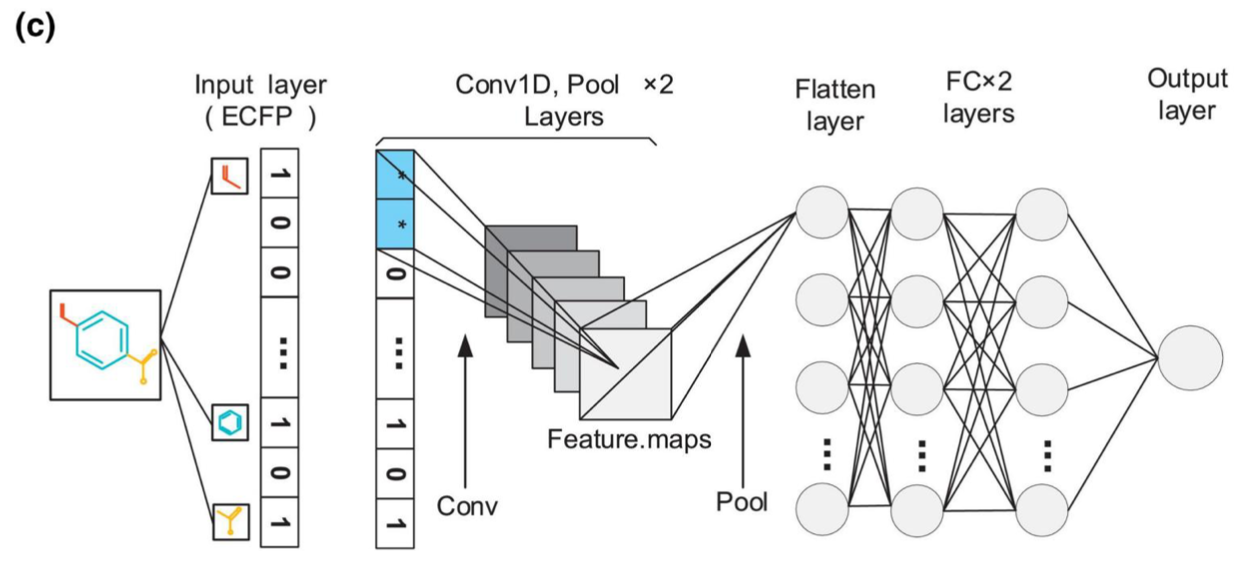 (c)
Input layer
( ECFP )
Conv1D, Pool ×2
Layers
Flatten
layer
FC×2
layers
Output
layer
1
0
0
...
1
0
1
*
*
0
...
1
0
1
Feature.maps
Conv
Pool
...
...
...